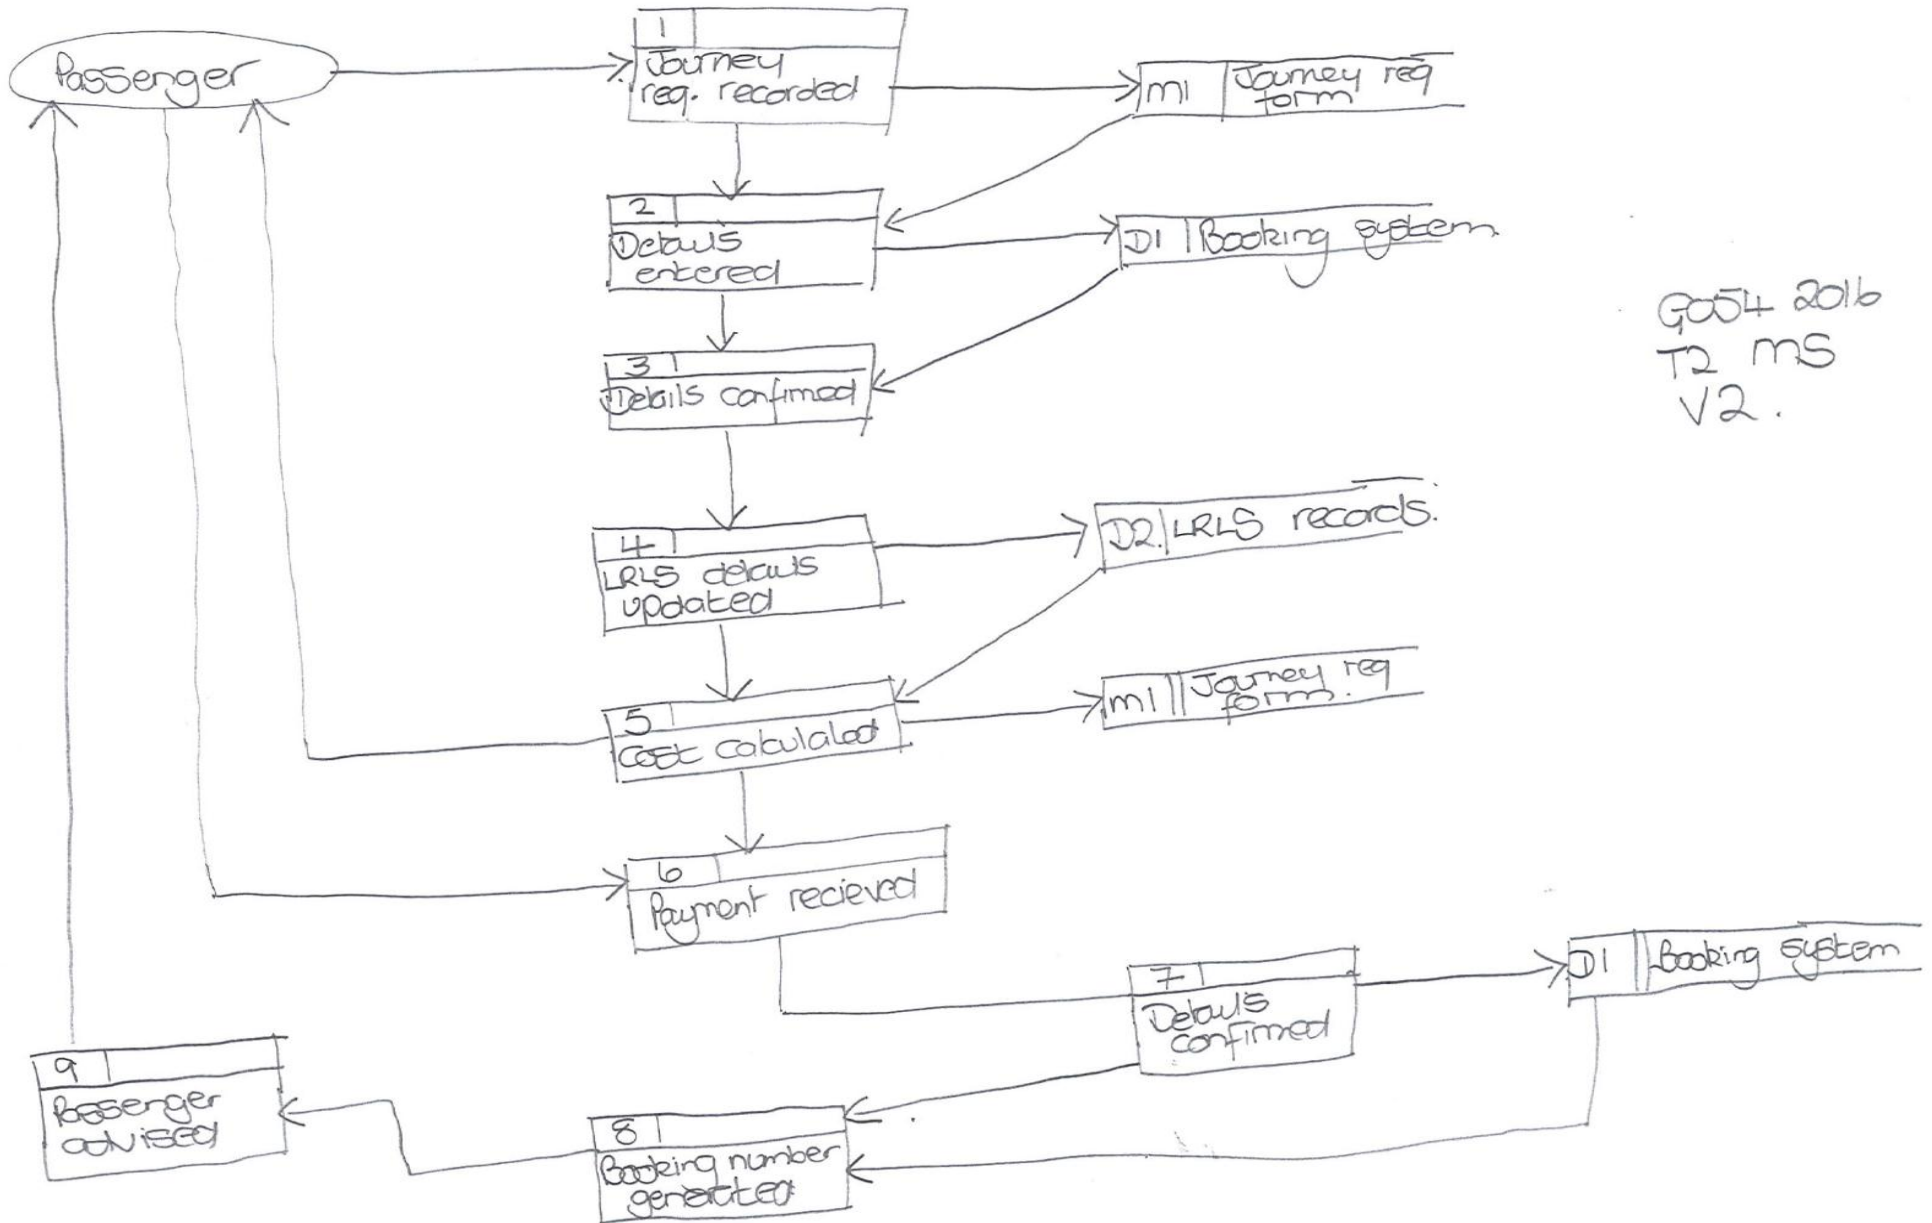 Passenger
1
Journey
req. recorded
m1
Journey req
form
2
Details
entered
D1
Booking system
3
Details confirmed
G054 2016
T2 MS
V2.
4
LRLS details
updated
D2
LRLS records.
5
Cost calculated
m1
Journey req
form.
6
Payment recieved
7
Details
confirmed
D1
Booking system
8
Booking number
generated
9
Passenger
advised